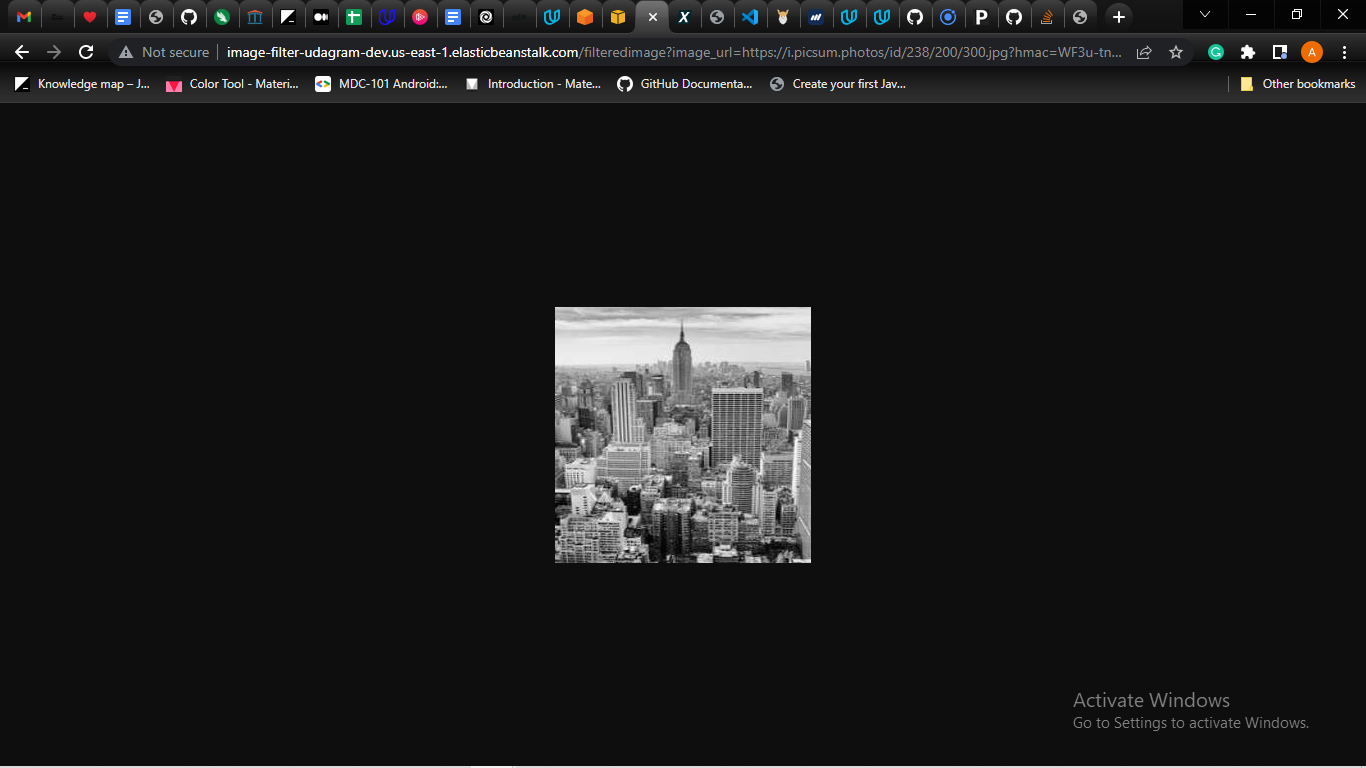 Not secure
image-filter-udagram-dev.us-east-1.elasticbeanstalk.com/filteredimage?image_url=https://i.picsum.photos/id/238/200/300.jpg?hmac=WF3u-tn...
A
Knowledge map – J...
Color Tool - Materi...
MDC-101 Android:...
Introduction - Mate...
GitHub Documenta...
Create your first Jav...
Other bookmarks
Activate Windows
Go to Settings to activate Windows.